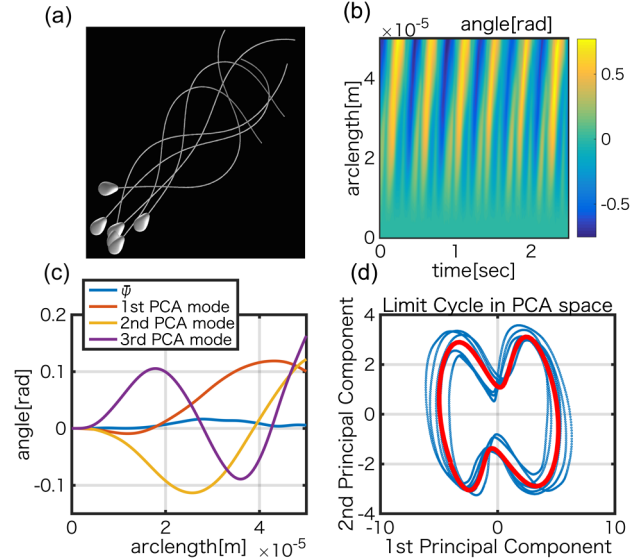 (a)
(b)
×10⁻⁵
angle[rad]
arclength[m]
4
2
0
0
1
2
time[sec]
0.5
0
-0.5
(c)
ψ̄
1st PCA mode
2nd PCA mode
3rd PCA mode
angle[rad]
0.2
0.1
0
-0.1
0
2
4
arclength[m]
×10⁻⁵
(d)
Limit Cycle in PCA space
2nd Principal Component
4
2
0
-2
-4
-10
0
10
1st Principal Component